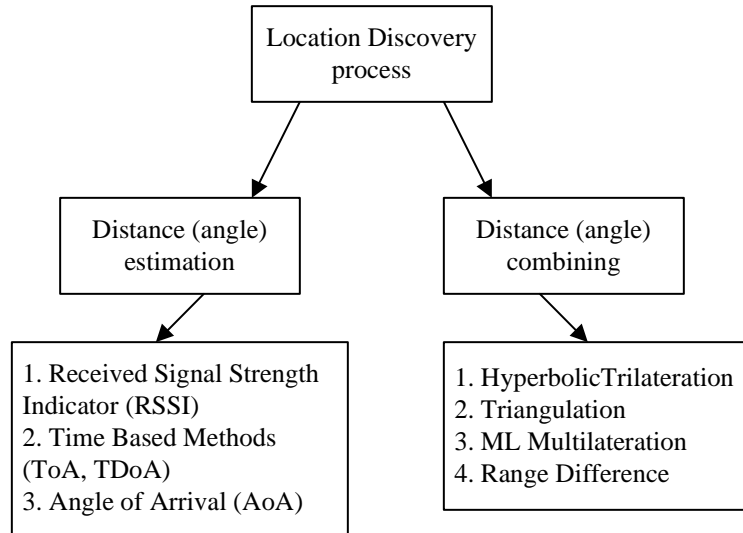 Location Discovery
process
Distance (angle)
estimation
Distance (angle)
combining
1. Received Signal Strength
Indicator (RSSI)
2. Time Based Methods
(ToA, TDoA)
3. Angle of Arrival (AoA)
1. HyperbolicTrilateration
2. Triangulation
3. ML Multilateration
4. Range Difference